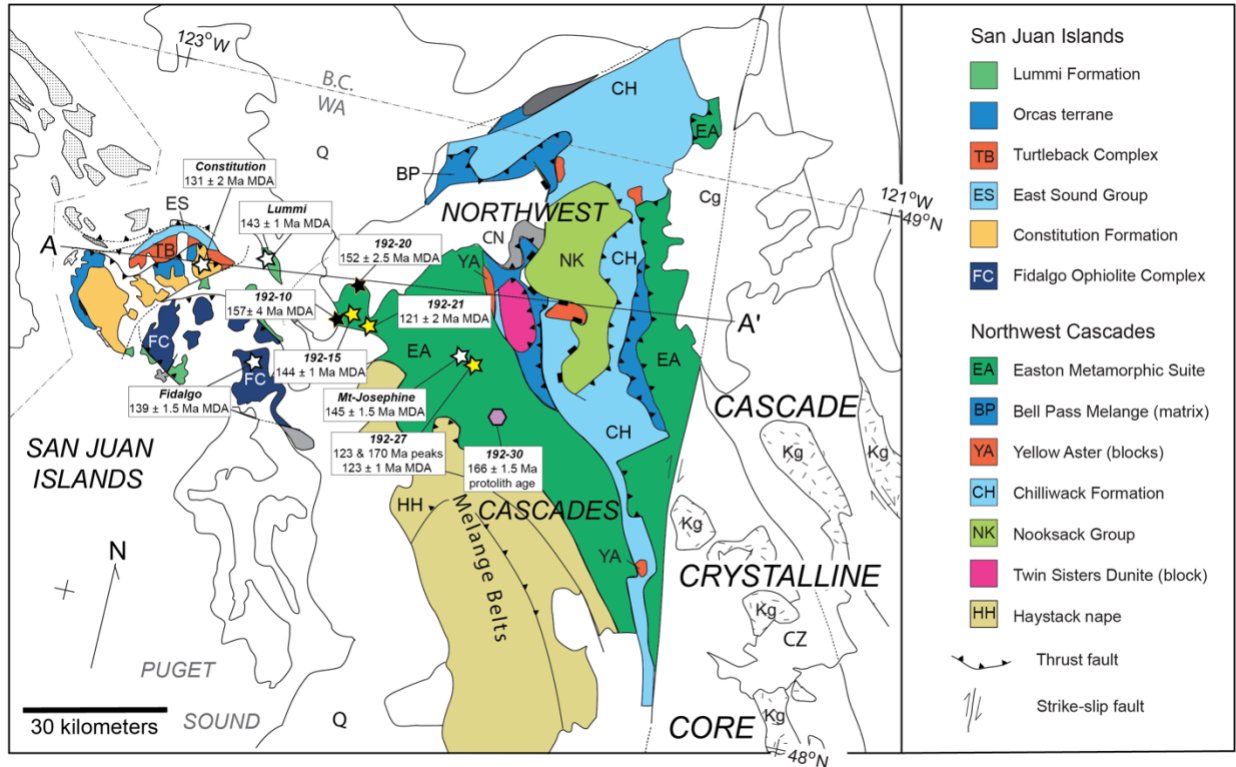 123°W
B.C.
WA
Q
CH
EA
BP
Cg
121°W
49°N
Constitution
131 ± 2 Ma MDA
ES
Lummi
143 ± 1 Ma MDA
NORTHWEST
CN
A
TB
192-20
152 ± 2.5 Ma MDA
YA
NK
CH
192-10
157± 4 Ma MDA
192-21
121 ± 2 Ma MDA
A'
FC
192-15
144 ± 1 Ma MDA
EA
EA
FC
Fidalgo
139 ± 1.5 Ma MDA
Mt-Josephine
145 ± 1.5 Ma MDA
CASCADE
192-27
123 & 170 Ma peaks
123 ± 1 Ma MDA
192-30
166 ± 1.5 Ma
protolith age
CH
Kg
Kg
SAN JUAN
ISLANDS
HH
CASCADES
Melange Belts
Kg
N
YA
CRYSTALLINE
Kg
CZ
PUGET
SOUND
30 kilometers
Q
CORE
Kg
48°N
San Juan Islands
Lummi Formation
Orcas terrane
TB Turtleback Complex
ES East Sound Group
Constitution Formation
FC Fidalgo Ophiolite Complex
Northwest Cascades
EA Easton Metamorphic Suite
BP Bell Pass Melange (matrix)
YA Yellow Aster (blocks)
CH Chilliwack Formation
NK Nooksack Group
Twin Sisters Dunite (block)
HH Haystack nape
Thrust fault
Strike-slip fault